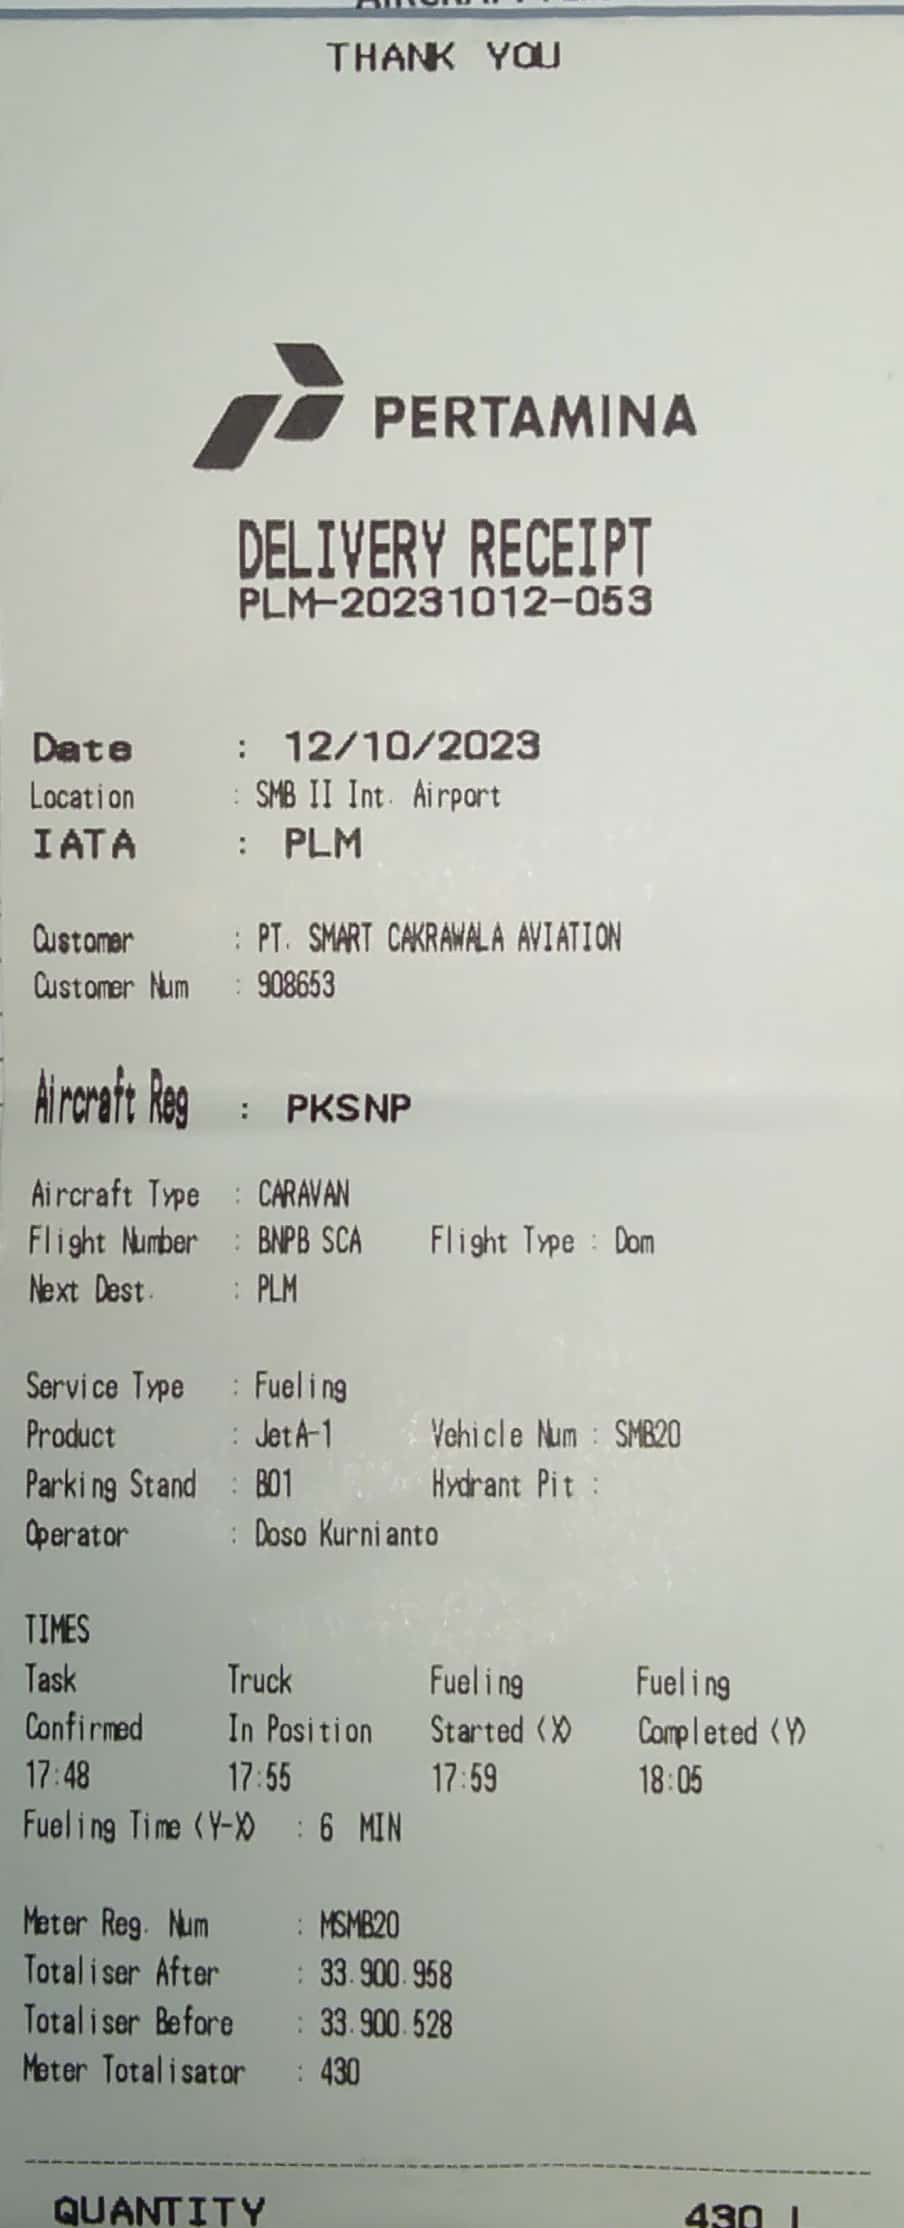 THANK YOU
PERTAMINA
DELIVERY RECEIPT
PLM-20231012-053
Date : 12/10/2023
Location : SMB II Int. Airport
IATA : PLM
Customer : PT. SMART CAKRAWALA AVIATION
Customer Num : 908653
Aircraft Reg : PKSNP
Aircraft Type : CARAVAN
Flight Number : BNPB SCA Flight Type : Dom
Next Dest. : PLM
Service Type : Fueling
Product : JetA-1 Vehicle Num : SMB20
Parking Stand : B01 Hydrant Pit :
Operator : Doso Kurnianto
TIMES
Task Truck Fueling Fueling
Confirmed In Position Started (X) Completed (Y)
17:48 17:55 17:59 18:05
Fueling Time (Y-X) : 6 MIN
Meter Reg. Num : MSMB20
Totaliser After : 33.900.958
Totaliser Before : 33.900.528
Meter Totalisator : 430
QUANTITY 430 L